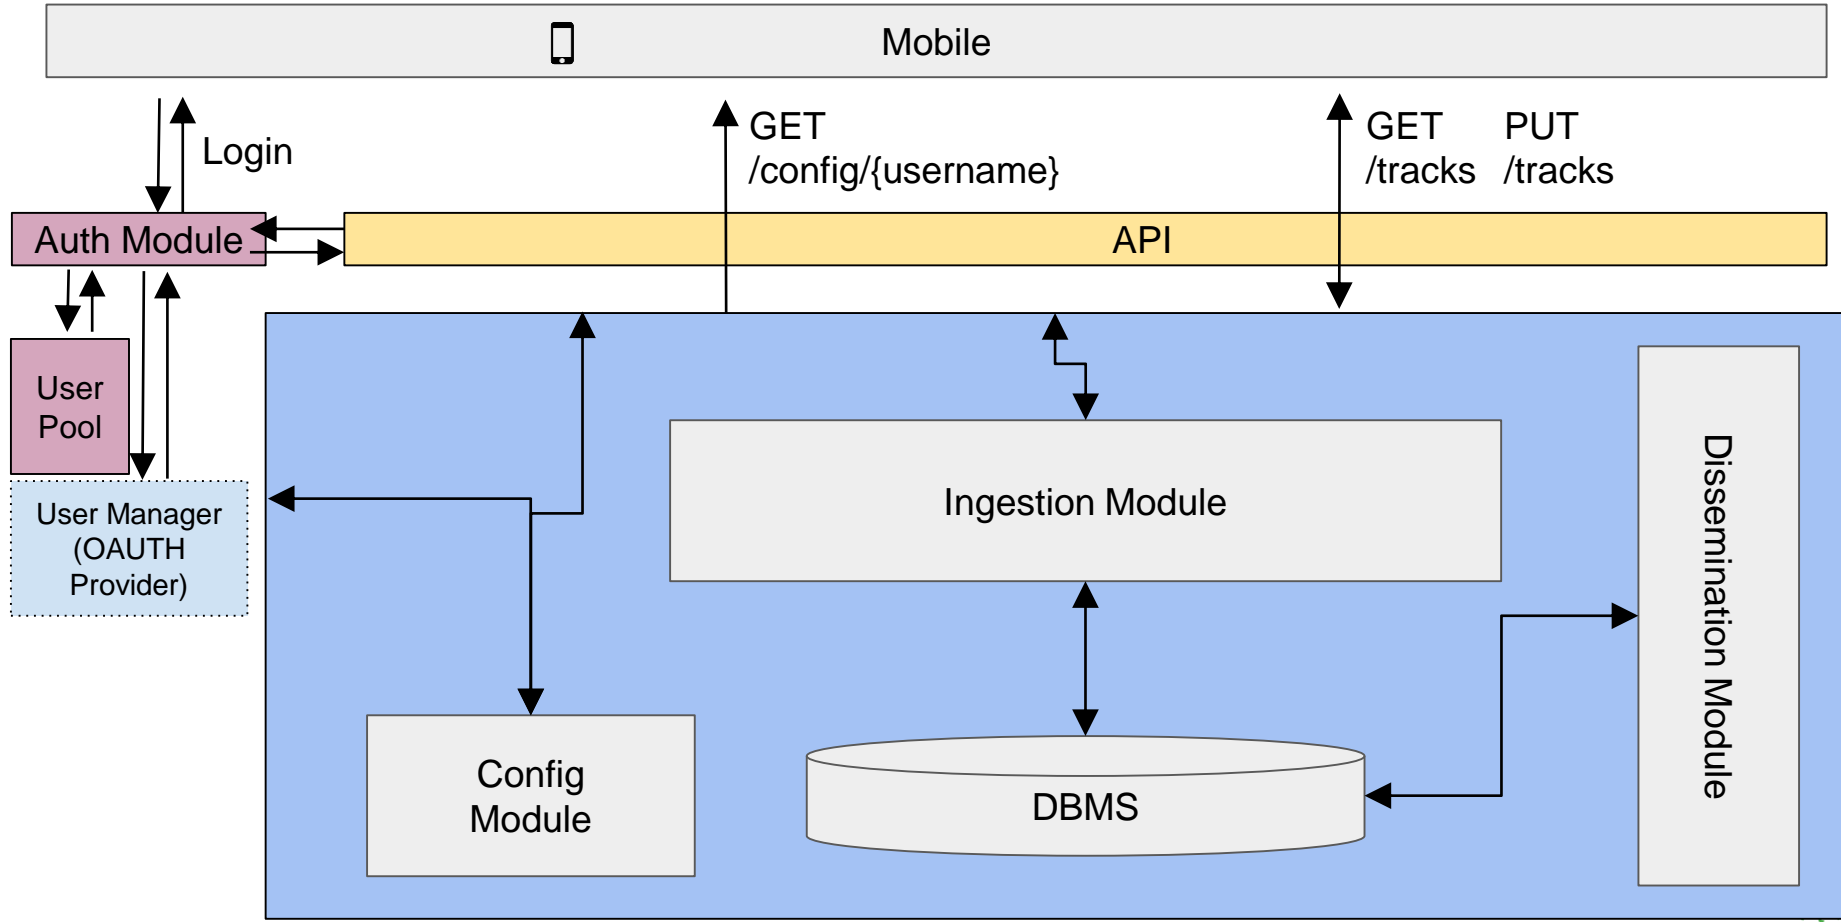 Mobile
Login
GET
/config/{username}
GET
/tracks
PUT
/tracks
Auth Module
API
User
Pool
User Manager
(OAUTH
Provider)
Ingestion Module
Dissemination Module
Config
Module
DBMS